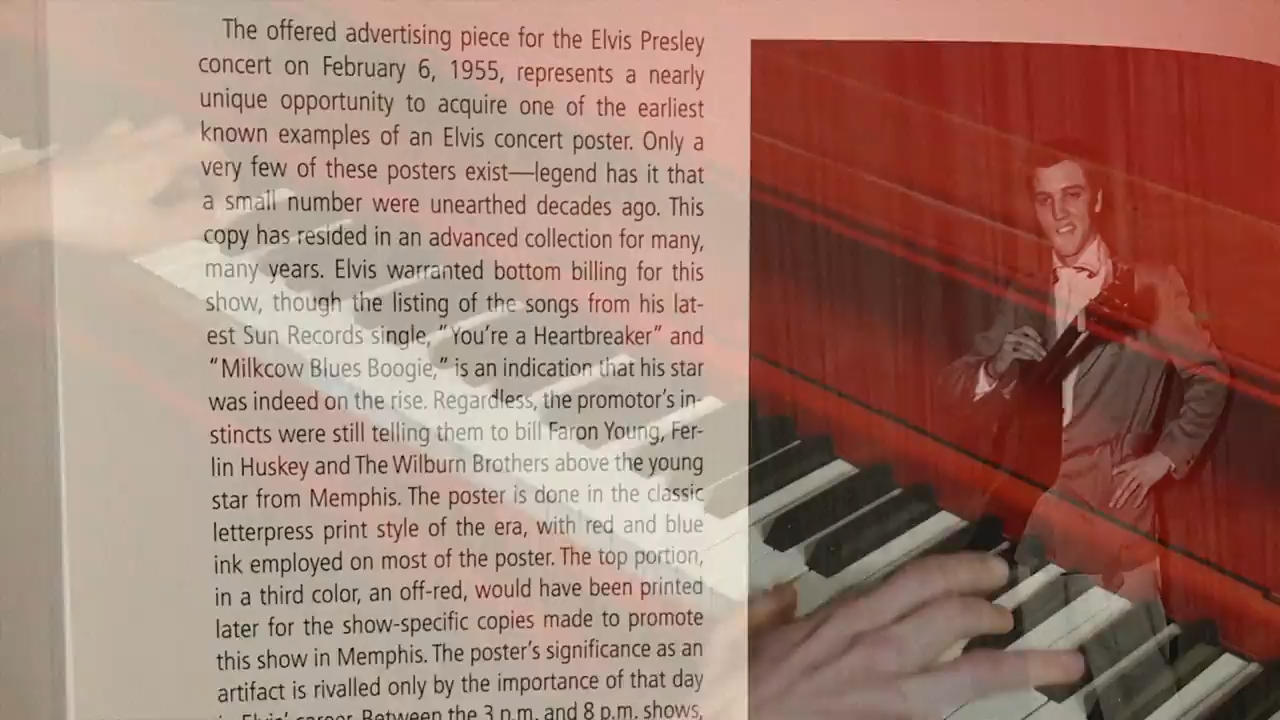 The offered advertising piece for the Elvis Presley
concert on February 6, 1955, represents a nearly
unique opportunity to acquire one of the earliest
known examples of an Elvis concert poster. Only a
very few of these posters exist—legend has it that
a small number were unearthed decades ago. This
copy has resided in an advanced collection for many,
many years. Elvis warranted bottom billing for this
show, though the listing of the songs from his lat-
est Sun Records single, “You’re a Heartbreaker” and
“Milkcow Blues Boogie,” is an indication that his star
was indeed on the rise. Regardless, the promotor’s in-
stincts were still telling them to bill Faron Young, Fer-
lin Huskey and The Wilburn Brothers above the young
star from Memphis. The poster is done in the classic
letterpress print style of the era, with red and blue
ink employed on most of the poster. The top portion,
in a third color, an off-red, would have been printed
later for the show-specific copies made to promote
this show in Memphis. The poster’s significance as an
artifact is rivalled only by the importance of that day
in Elvis’ career. Between the 3 p.m. and 8 p.m. shows,